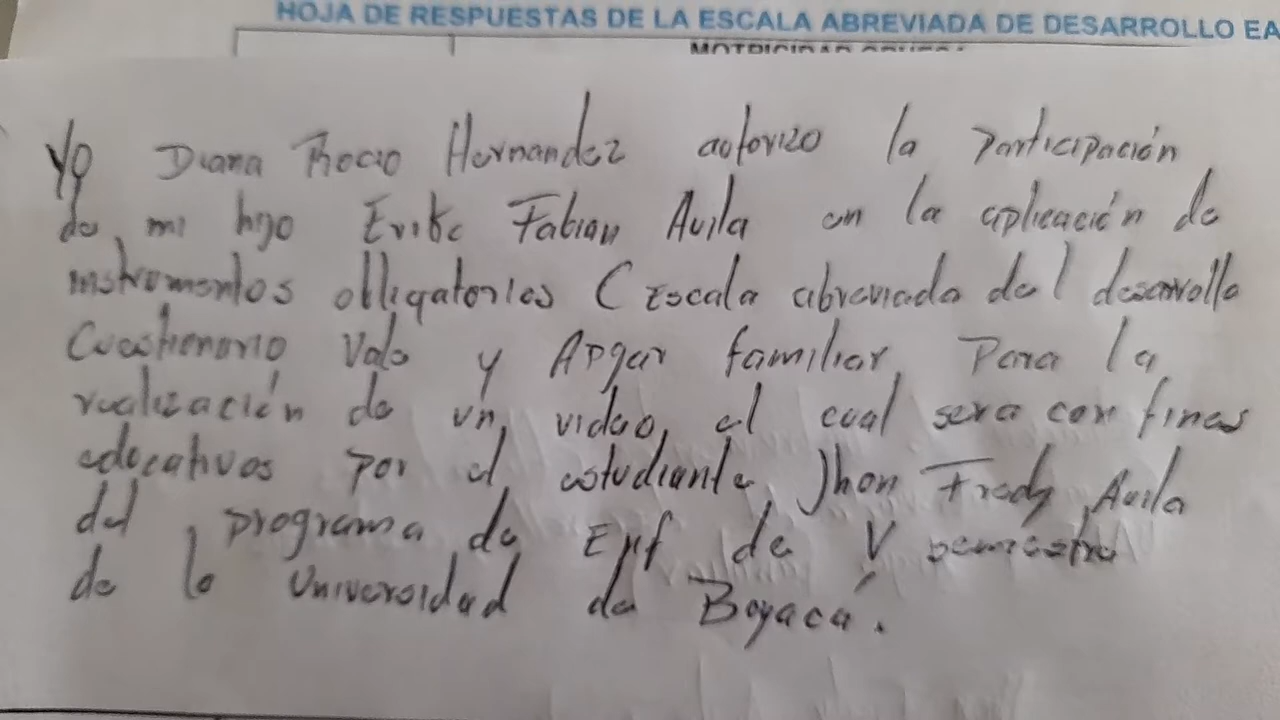 HOJA DE RESPUESTAS DE LA ESCALA ABREVIADA DE DESARROLLO EA
MOTRICIDAD GRUESA
Yo Diana Rocio Hernandez autorizo la participación
de mi hijo Erike Fabian Avila en la aplicación de
instrumentos obligatorios (Escala abreviada del desarrollo
Cuestionario Vale y Apgar familiar, Para la
realización de un video, el cual sera con fines
educativos por el estudiante Jhon Fredy Avila
del programa de Enf de V semestre
de la Universidad de Boyacá.